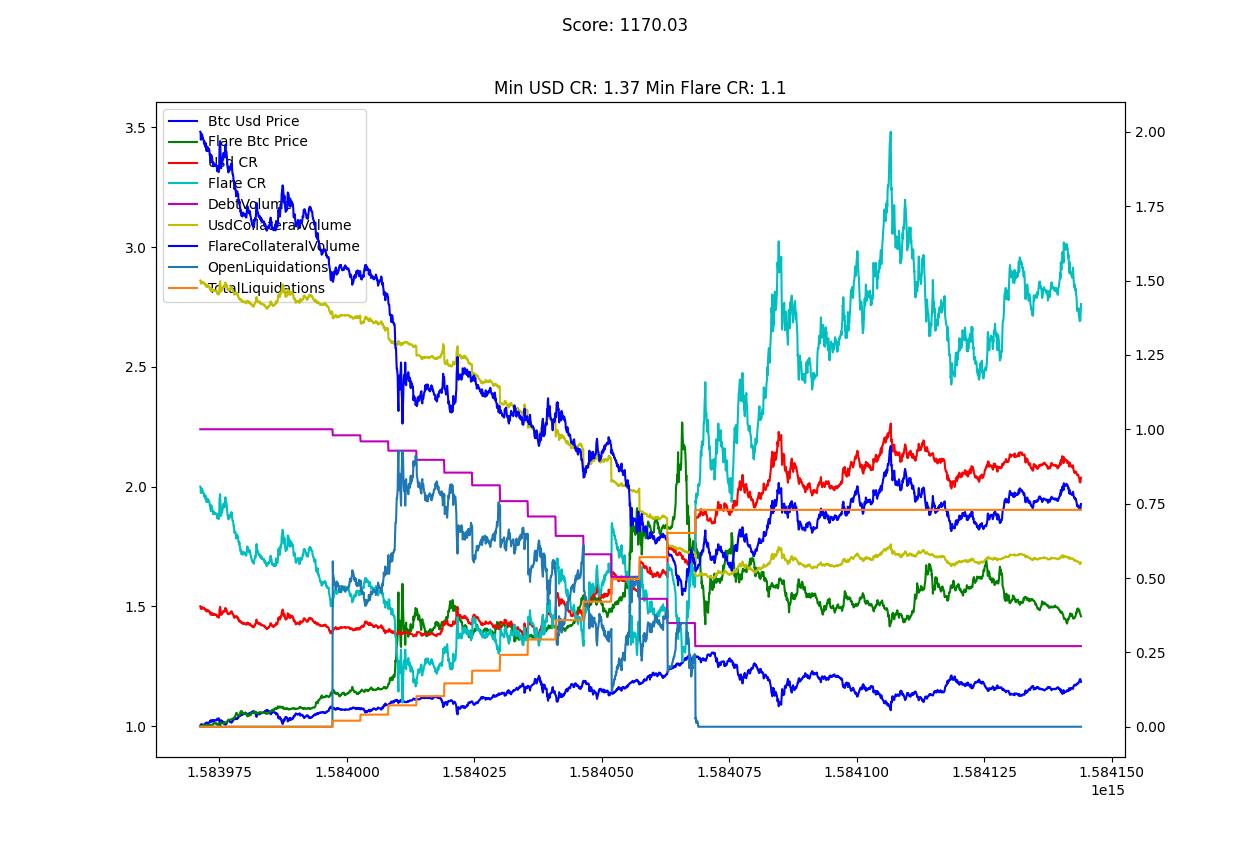 Score: 1170.03
Min USD CR: 1.37 Min Flare CR: 1.1
Btc Usd Price
Flare Btc Price
Usd CR
Flare CR
DebtVolume
UsdCollateralVolume
FlareCollateralVolume
OpenLiquidations
TotalLiquidations
3.5
3.0
2.5
2.0
1.5
1.0
2.00
1.75
1.50
1.25
1.00
0.75
0.50
0.25
0.00
1.583975
1.584000
1.584025
1.584050
1.584075
1.584100
1.584125
1.584150
1e15